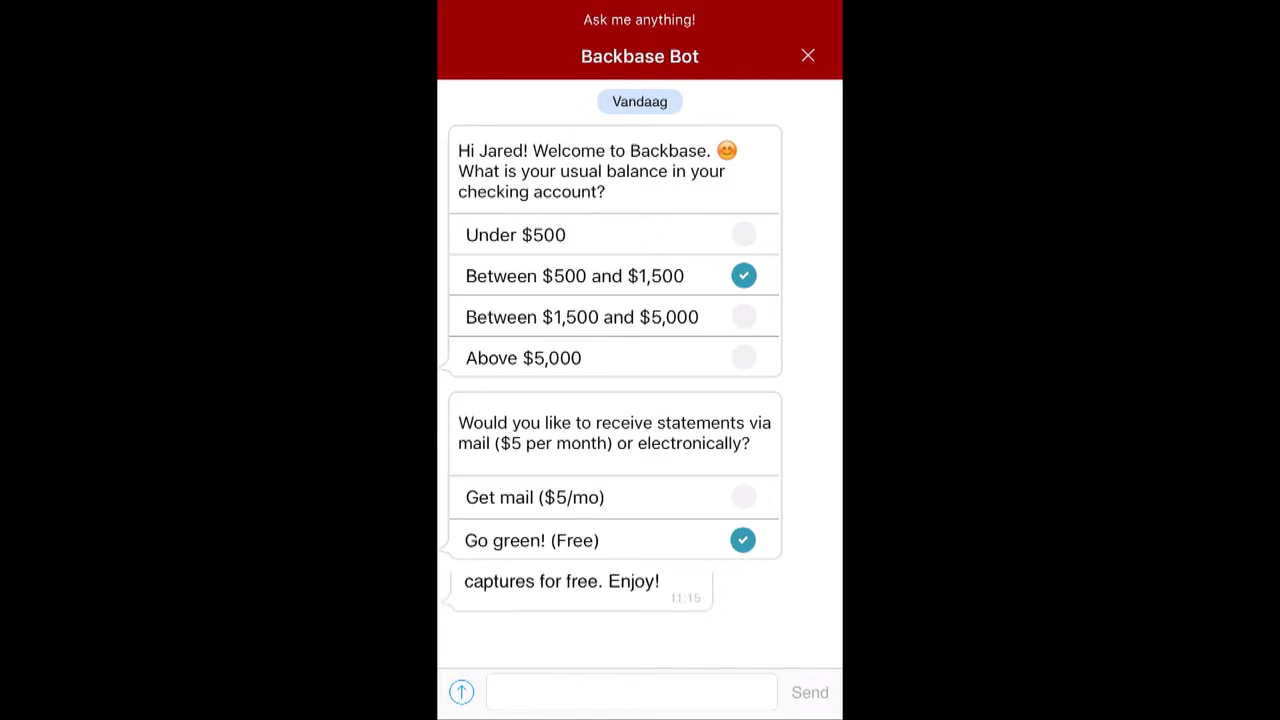 Ask me anything!
Backbase Bot
Vandaag
Hi Jared! Welcome to Backbase. 😊
What is your usual balance in your
checking account?
Under $500
Between $500 and $1,500
Between $1,500 and $5,000
Above $5,000
Would you like to receive statements via
mail ($5 per month) or electronically?
Get mail ($5/mo)
Go green! (Free)
captures for free. Enjoy!
11:15
Send